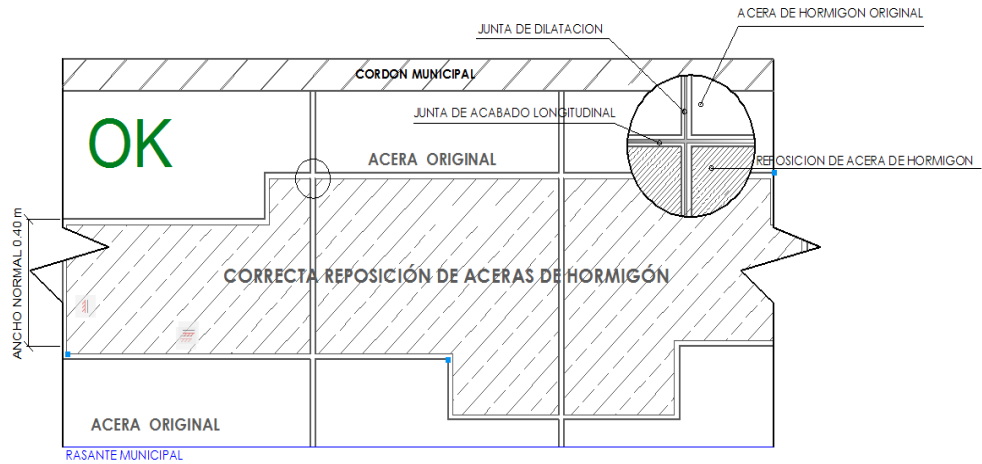 ACERA DE HORMIGON ORIGINAL
JUNTA DE DILATACION
CORDON MUNICIPAL
JUNTA DE ACABADO LONGITUDINAL
OK
ACERA ORIGINAL
REPOSICION DE ACERA DE HORMIGON
ANCHO NORMAL 0.40 m
CORRECTA REPOSICIÓN DE ACERAS DE HORMIGÓN
ACERA ORIGINAL
RASANTE MUNICIPAL